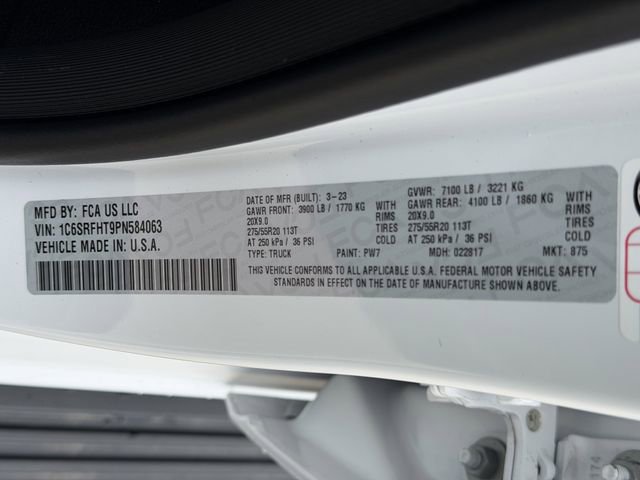 MFD BY: FCA US LLC
VIN: 1C6SRFHT9PN584063
VEHICLE MADE IN: U.S.A.
DATE OF MFR (BUILT): 3-23
GAWR FRONT: 3900 LB / 1770 KG WITH
20X9.0 RIMS
275/55R20 113T TIRES
AT 250 kPa / 36 PSI COLD
TYPE: TRUCK PAINT: PW7
GVWR: 7100 LB / 3221 KG
GAWR REAR: 4100 LB / 1860 KG WITH
20X9.0 RIMS
275/55R20 113T TIRES
AT 250 kPa / 36 PSI COLD
MDH: 022817 MKT: 875
THIS VEHICLE CONFORMS TO ALL APPLICABLE U.S.A. FEDERAL MOTOR VEHICLE SAFETY
STANDARDS IN EFFECT ON THE DATE OF MANUFACTURE SHOWN ABOVE.
174